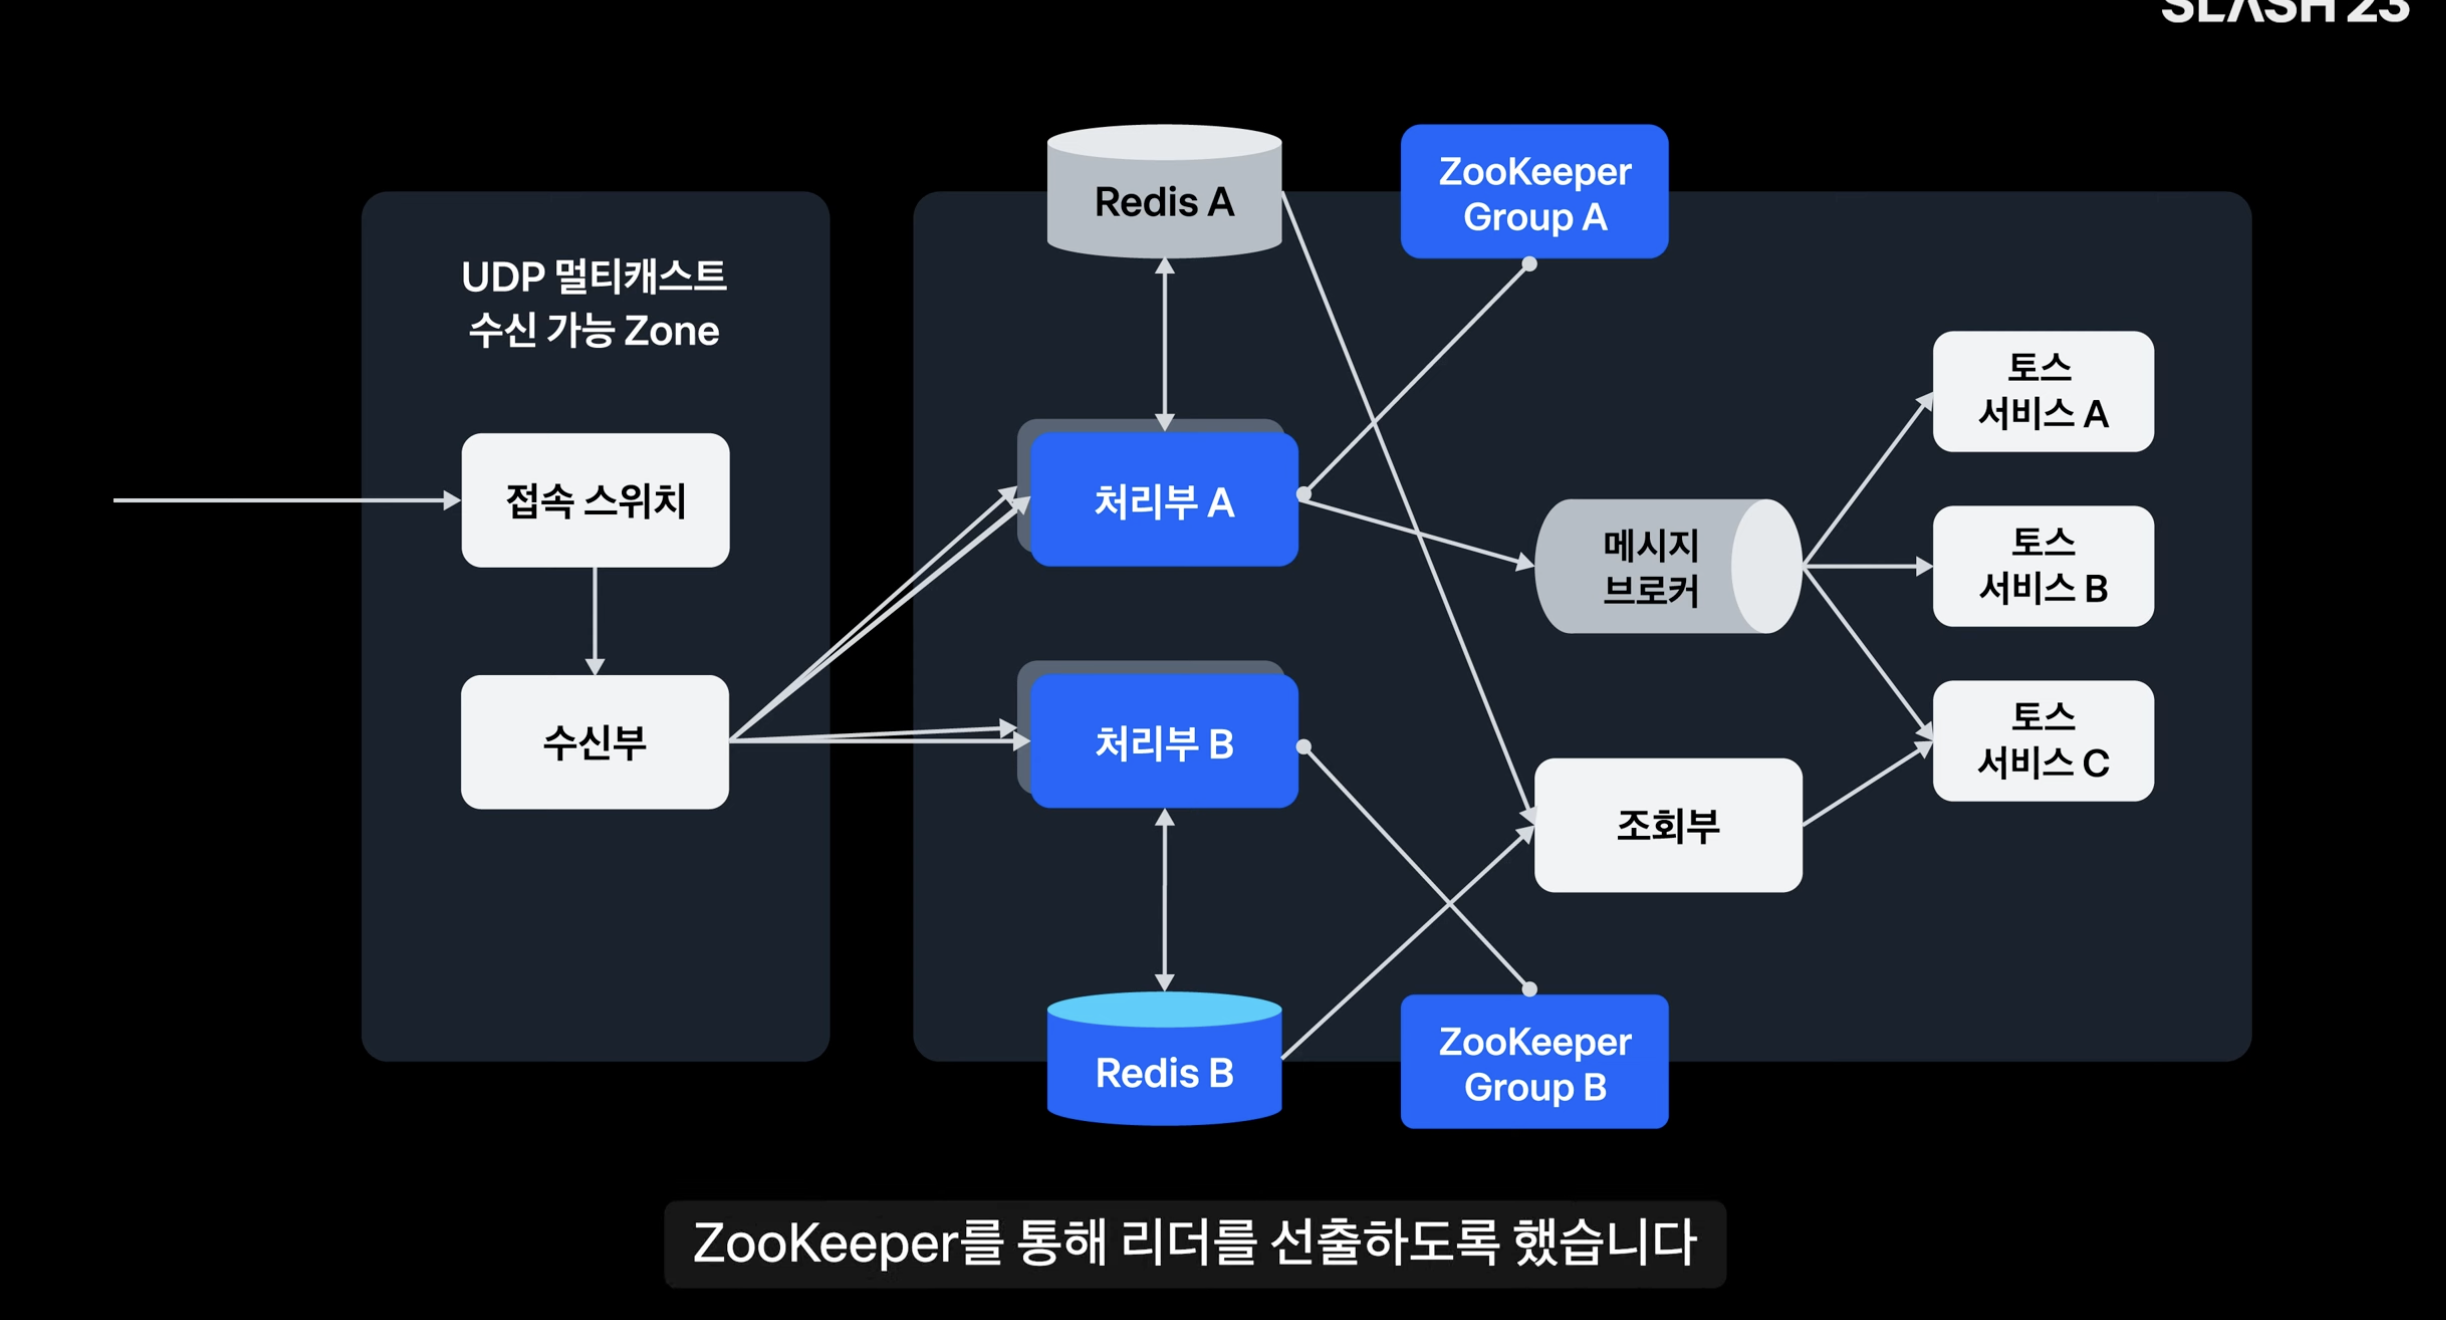 SLASH 23
Redis A
ZooKeeper
Group A
UDP 멀티캐스트
수신 가능 Zone
접속 스위치
수신부
처리부 A
처리부 B
메시지
브로커
조회부
토스
서비스 A
토스
서비스 B
토스
서비스 C
Redis B
ZooKeeper
Group B
ZooKeeper를 통해 리더를 선출하도록 했습니다